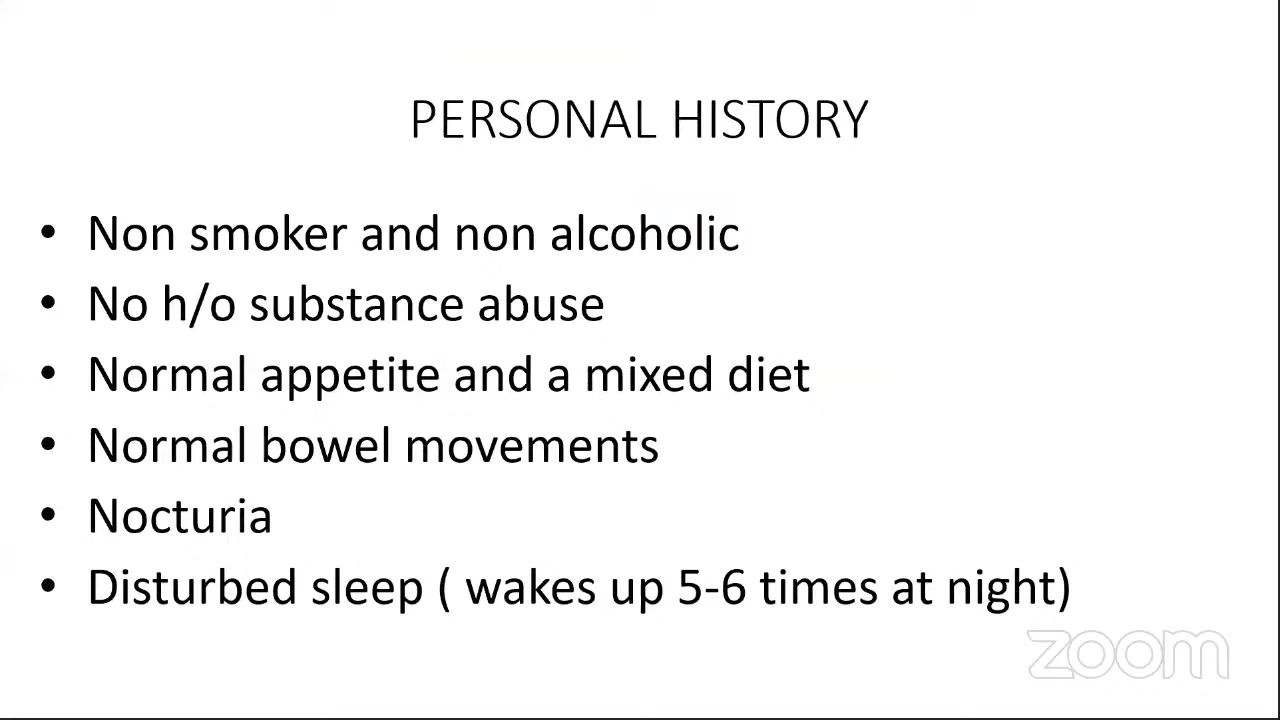 PERSONAL HISTORY
• Non smoker and non alcoholic
• No h/o substance abuse
• Normal appetite and a mixed diet
• Normal bowel movements
• Nocturia
• Disturbed sleep ( wakes up 5-6 times at night)
zoom